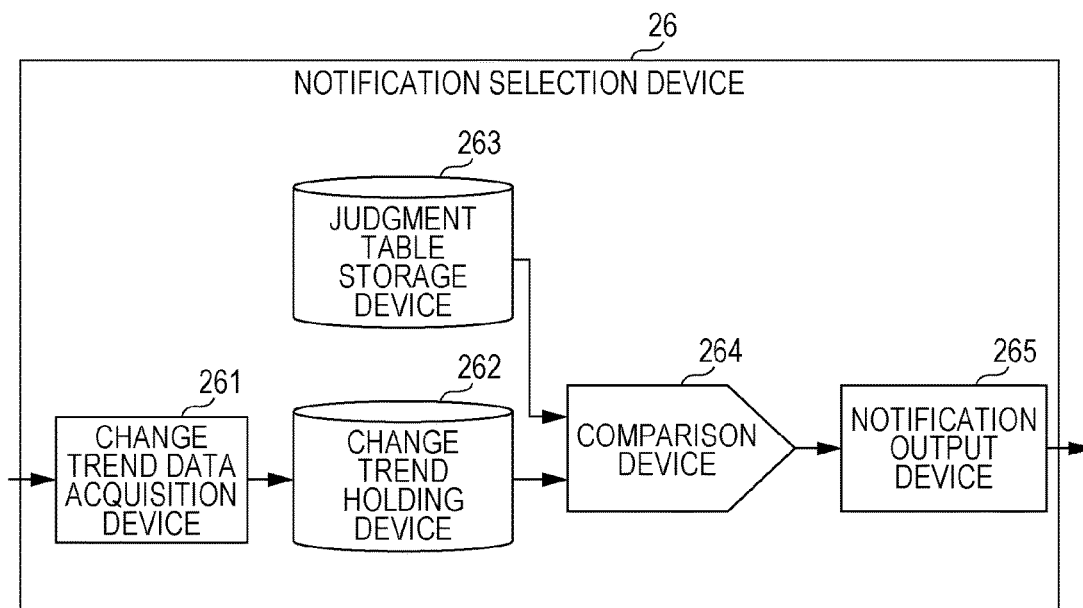 26
NOTIFICATION SELECTION DEVICE
263
JUDGMENT
TABLE
STORAGE
DEVICE
261
CHANGE
TREND DATA
ACQUISITION
DEVICE
262
CHANGE
TREND
HOLDING
DEVICE
264
COMPARISON
DEVICE
265
NOTIFICATION
OUTPUT
DEVICE